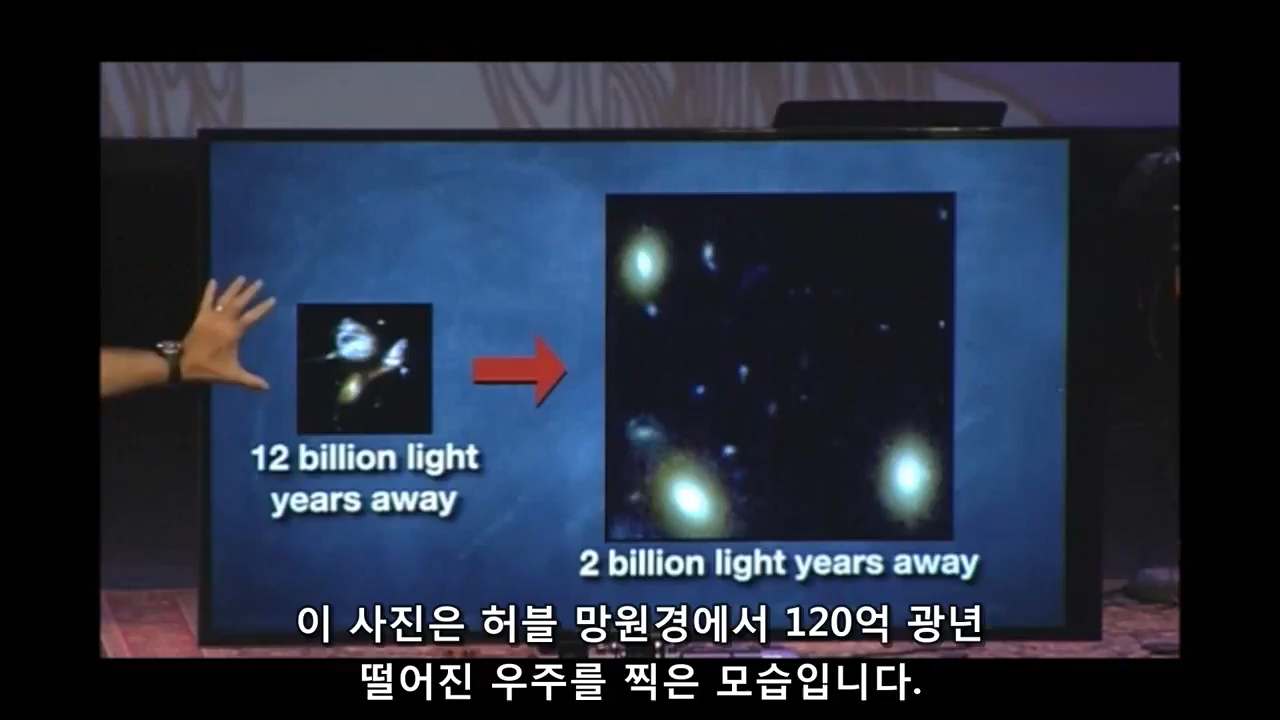 12 billion light
years away
2 billion light years away
이 사진은 허블 망원경에서 120억 광년
떨어진 우주를 찍은 모습입니다.